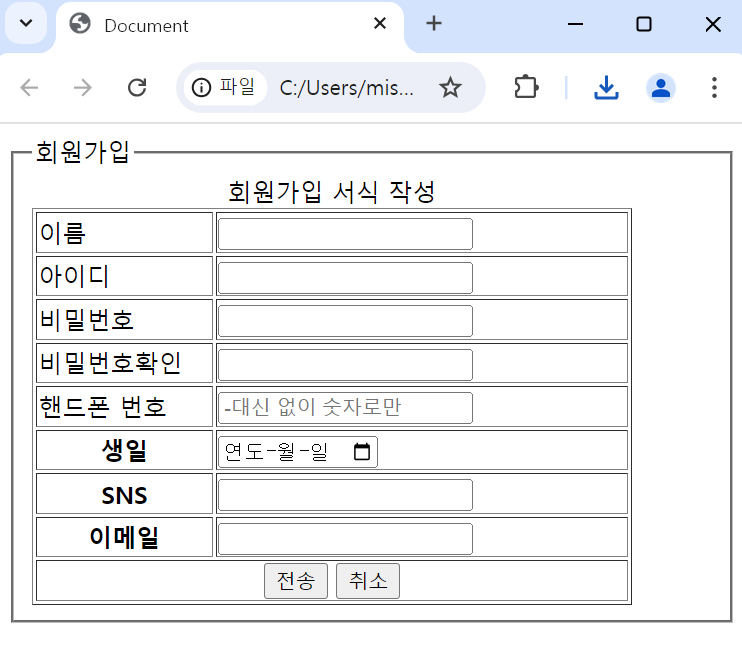 Document
파일 C:/Users/mis...
회원가입
회원가입 서식 작성
이름
아이디
비밀번호
비밀번호확인
핸드폰 번호 -대신 없이 숫자로만
생일 연도-월-일
SNS
이메일
전송 취소